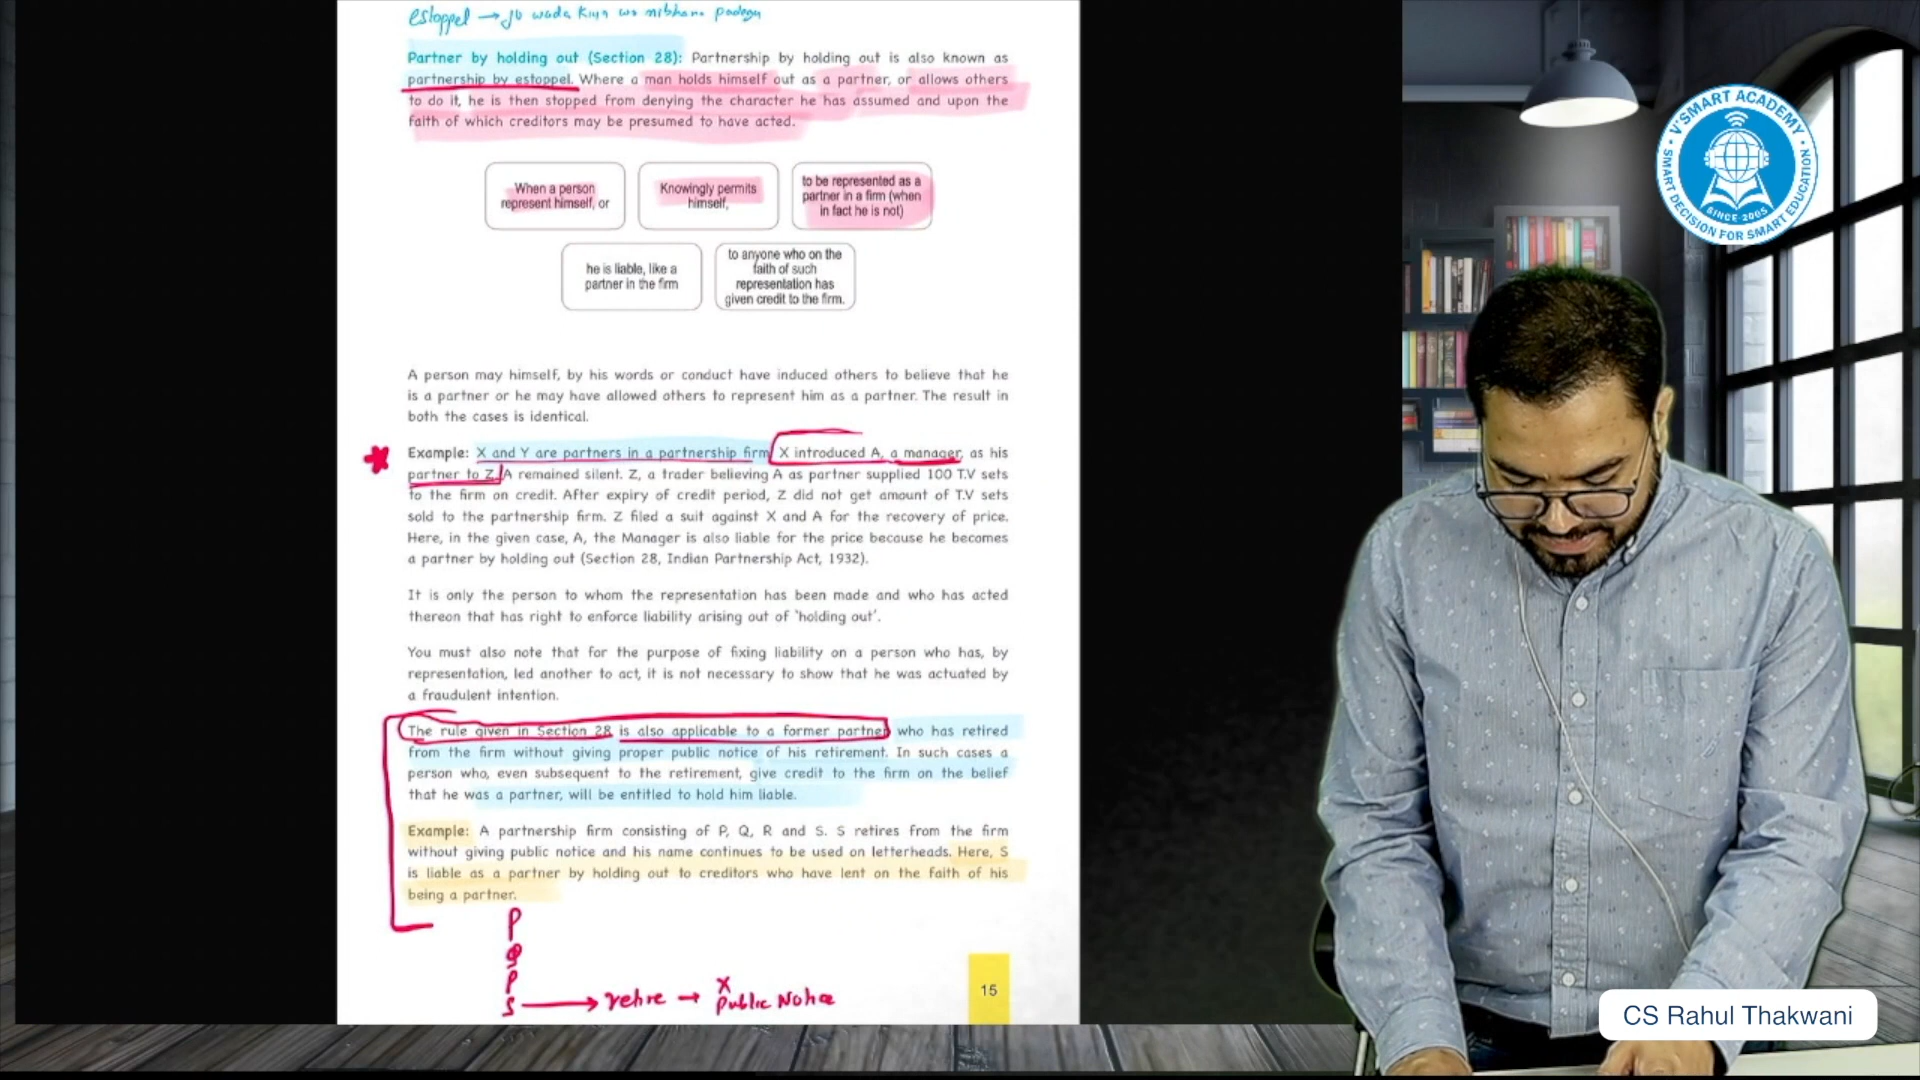 estoppel → jo wada kiya wo nibhana padega
Partner by holding out (Section 28): Partnership by holding out is also known as
partnership by estoppel. Where a man holds himself out as a partner, or allows others
to do it, he is then stopped from denying the character he has assumed and upon the
faith of which creditors may be presumed to have acted.
When a person
represent himself, or
Knowingly permits
himself,
to be represented as a
partner in a firm (when
in fact he is not)
he is liable, like a
partner in the firm
to anyone who on the
faith of such
representation has
given credit to the firm.
A person may himself, by his words or conduct have induced others to believe that he
is a partner or he may have allowed others to represent him as a partner. The result in
both the cases is identical.
Example: X and Y are partners in a partnership firm X introduced A, a manager, as his
partner to Z. A remained silent. Z, a trader believing A as partner supplied 100 T.V sets
to the firm on credit. After expiry of credit period, Z did not get amount of T.V sets
sold to the partnership firm. Z filed a suit against X and A for the recovery of price.
Here, in the given case, A, the Manager is also liable for the price because he becomes
a partner by holding out (Section 28, Indian Partnership Act, 1932).
It is only the person to whom the representation has been made and who has acted
thereon that has right to enforce liability arising out of 'holding out'.
You must also note that for the purpose of fixing liability on a person who has, by
representation, led another to act, it is not necessary to show that he was actuated by
a fraudulent intention.
The rule given in Section 28 is also applicable to a former partner who has retired
from the firm without giving proper public notice of his retirement. In such cases a
person who, even subsequent to the retirement, give credit to the firm on the belief
that he was a partner, will be entitled to hold him liable.
Example: A partnership firm consisting of P, Q, R and S. S retires from the firm
without giving public notice and his name continues to be used on letterheads. Here, S
is liable as a partner by holding out to creditors who have lent on the faith of his
being a partner.
P
Q
R
S → retire → x Public Notice
15
V'SMART ACADEMY
SINCE-2005
SMART DECISION FOR SMART EDUCATION
CS Rahul Thakwani